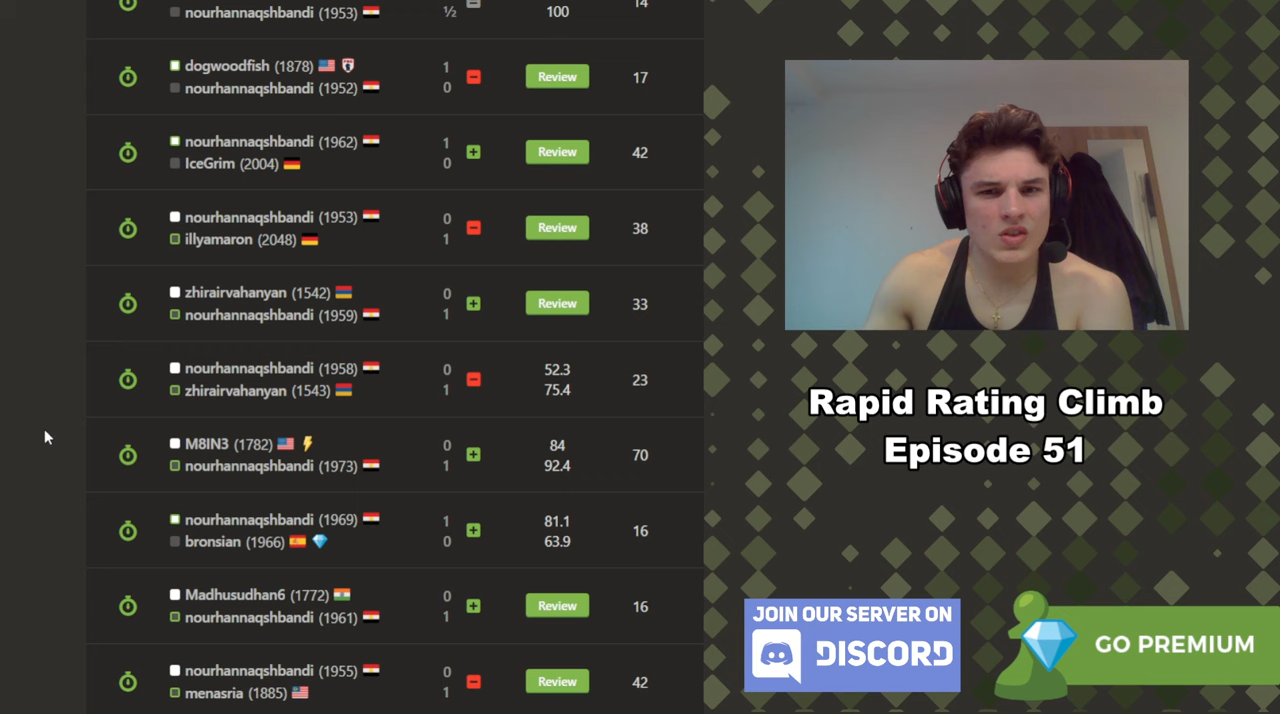 nourhannaqshbandi (1953) ½ 100 14
dogwoodfish (1878) 1
nourhannaqshbandi (1952) 0 Review 17
nourhannaqshbandi (1962) 1
IceGrim (2004) 0 Review 42
nourhannaqshbandi (1953) 0
illyamaron (2048) 1 Review 38
zhirairvahanyan (1542) 0
nourhannaqshbandi (1959) 1 Review 33
nourhannaqshbandi (1958) 0 52.3
zhirairvahanyan (1543) 1 75.4 23
M8IN3 (1782) 0 84
nourhannaqshbandi (1973) 1 92.4 70
nourhannaqshbandi (1969) 1 81.1
bronsian (1966) 0 63.9 16
Madhusudhan6 (1772) 0
nourhannaqshbandi (1961) 1 Review 16
nourhannaqshbandi (1955) 0
menasria (1885) 1 Review 42
Rapid Rating Climb
Episode 51
JOIN OUR SERVER ON
DISCORD
GO PREMIUM